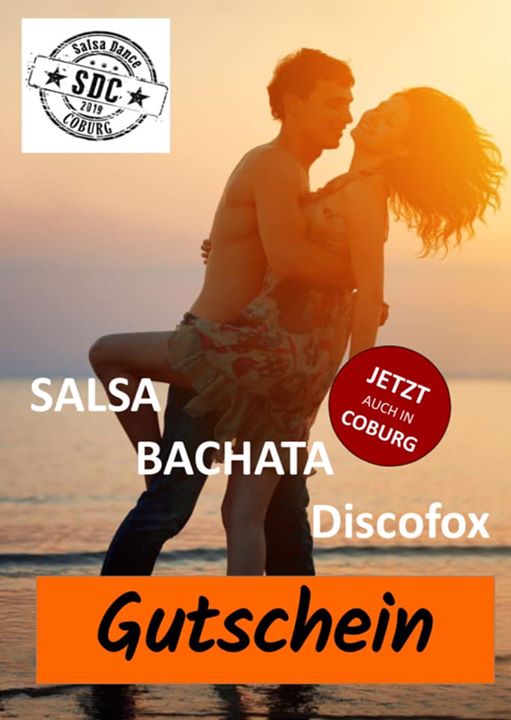 Salsa Dance
SDC
2019
COBURG
SALSA
BACHATA
Discofox
JETZT
AUCH IN
COBURG
Gutschein